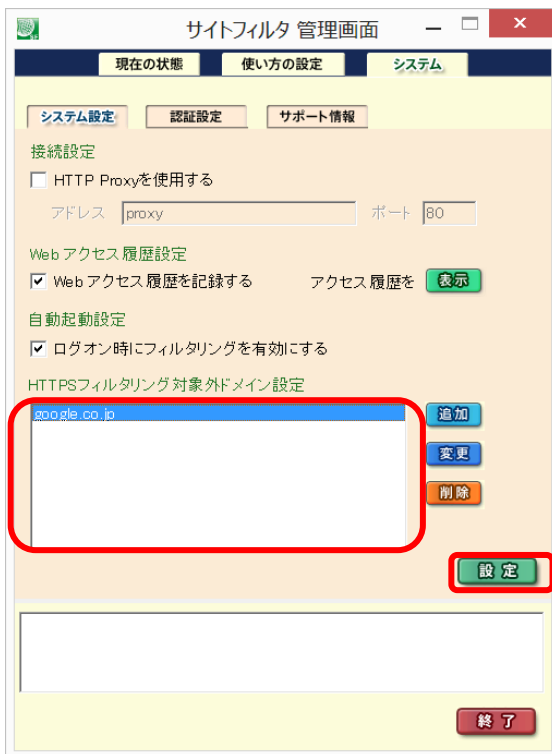 サイトフィルタ 管理画面
現在の状態 使い方の設定 システム
システム設定 認証設定 サポート情報
接続設定
HTTP Proxyを使用する
アドレス proxy ポート 80
Web アクセス履歴設定
Web アクセス履歴を記録する アクセス履歴を 表示
自動起動設定
ログオン時にフィルタリングを有効にする
HTTPSフィルタリング対象外ドメイン設定
google.co.jp 追加
変更
削除
設定
終了